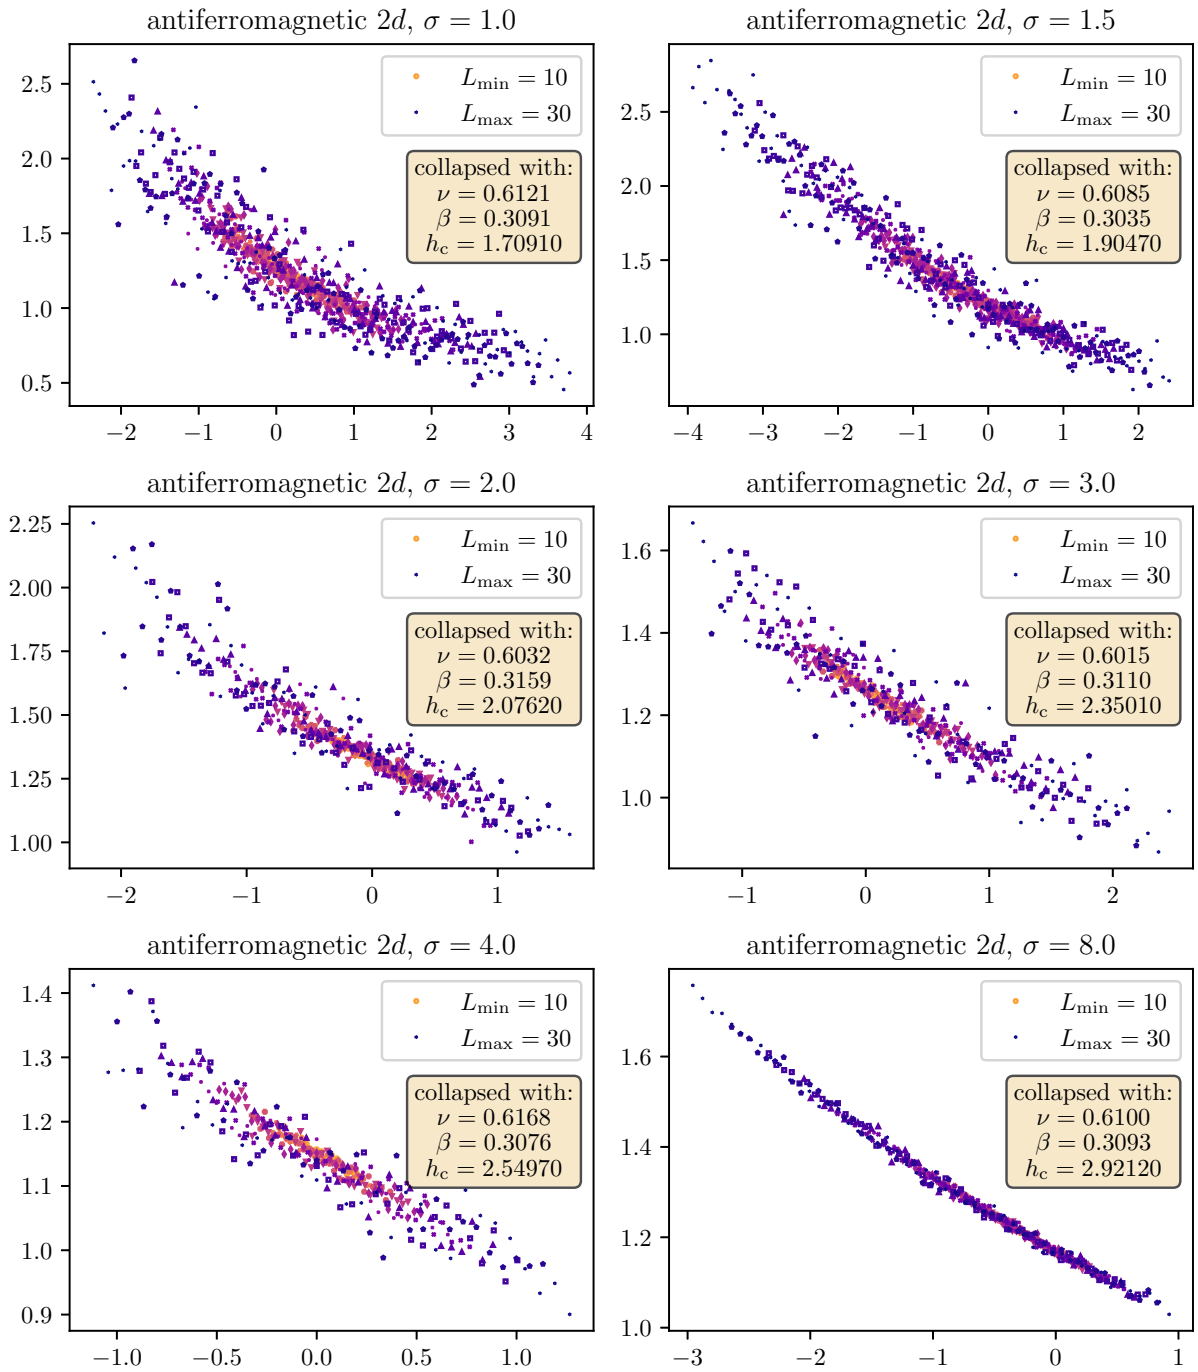 antiferromagnetic 2d, σ = 1.0
2.5
2.0
1.5
1.0
0.5
−2 −1 0 1 2 3 4
L_min = 10
L_max = 30
collapsed with:
ν = 0.6121
β = 0.3091
h_c = 1.70910
antiferromagnetic 2d, σ = 1.5
2.5
2.0
1.5
1.0
−4 −3 −2 −1 0 1 2
L_min = 10
L_max = 30
collapsed with:
ν = 0.6085
β = 0.3035
h_c = 1.90470
antiferromagnetic 2d, σ = 2.0
2.25
2.00
1.75
1.50
1.25
1.00
−2 −1 0 1
L_min = 10
L_max = 30
collapsed with:
ν = 0.6032
β = 0.3159
h_c = 2.07620
antiferromagnetic 2d, σ = 3.0
1.6
1.4
1.2
1.0
−1 0 1 2
L_min = 10
L_max = 30
collapsed with:
ν = 0.6015
β = 0.3110
h_c = 2.35010
antiferromagnetic 2d, σ = 4.0
1.4
1.3
1.2
1.1
1.0
0.9
−1.0 −0.5 0.0 0.5 1.0
L_min = 10
L_max = 30
collapsed with:
ν = 0.6168
β = 0.3076
h_c = 2.54970
antiferromagnetic 2d, σ = 8.0
1.6
1.4
1.2
1.0
−3 −2 −1 0 1
L_min = 10
L_max = 30
collapsed with:
ν = 0.6100
β = 0.3093
h_c = 2.92120